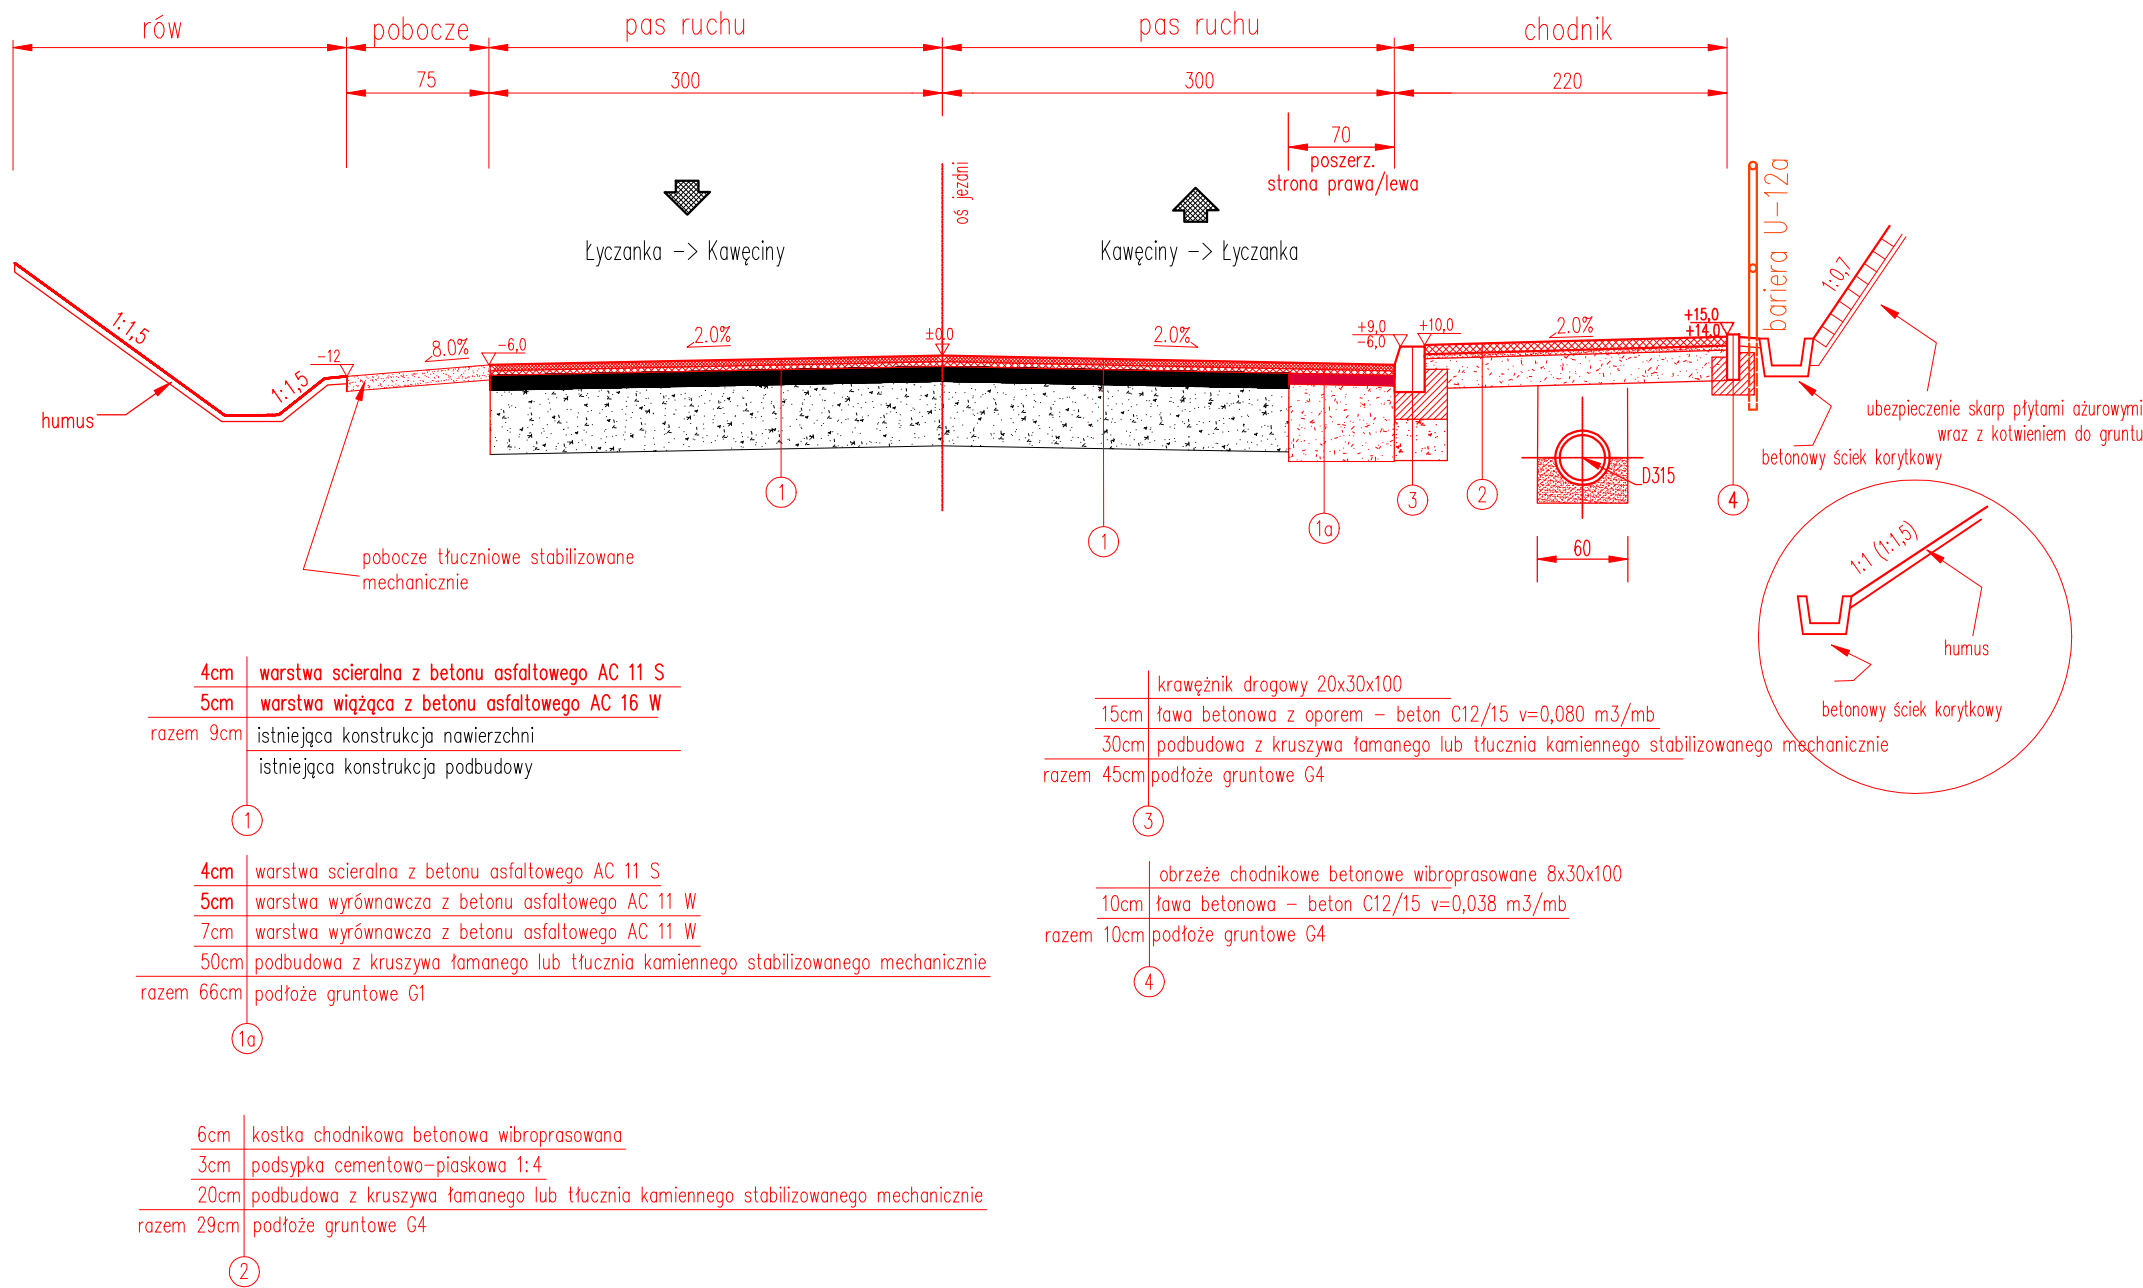 rów
pobocze
pas ruchu
pas ruchu
chodnik
75
300
300
220
70
poszerz.
strona prawa/lewa
oś jezdni
bariera U-12a
Łyczanka -> Kawęciny
Kawęciny -> Łyczanka
1:1,5
1:1,5
-12
8.0%
-6,0
2.0%
±0,0
2.0%
+9,0
-6,0
+10,0
2.0%
+15,0
+14,0
1:0,7
humus
ubezpieczenie skarp płytami ażurowymi
wraz z kotwieniem do gruntu
betonowy ściek korytkowy
D315
1
1
1a
3
2
4
60
pobocze tłuczniowe stabilizowane
mechanicznie
1:1 (1:1,5)
humus
betonowy ściek korytkowy
4cm warstwa scieralna z betonu asfaltowego AC 11 S
5cm warstwa wiążąca z betonu asfaltowego AC 16 W
razem 9cm istniejąca konstrukcja nawierzchni
istniejąca konstrukcja podbudowy
1
krawężnik drogowy 20x30x100
15cm ława betonowa z oporem - beton C12/15 v=0,080 m3/mb
30cm podbudowa z kruszywa łamanego lub tłucznia kamiennego stabilizowanego mechanicznie
razem 45cm podłoże gruntowe G4
3
4cm warstwa scieralna z betonu asfaltowego AC 11 S
5cm warstwa wyrównawcza z betonu asfaltowego AC 11 W
7cm warstwa wyrównawcza z betonu asfaltowego AC 11 W
50cm podbudowa z kruszywa łamanego lub tłucznia kamiennego stabilizowanego mechanicznie
razem 66cm podłoże gruntowe G1
1a
obrzeże chodnikowe betonowe wibroprasowane 8x30x100
10cm ława betonowa - beton C12/15 v=0,038 m3/mb
razem 10cm podłoże gruntowe G4
4
6cm kostka chodnikowa betonowa wibroprasowana
3cm podsypka cementowo-piaskowa 1:4
20cm podbudowa z kruszywa łamanego lub tłucznia kamiennego stabilizowanego mechanicznie
razem 29cm podłoże gruntowe G4
2